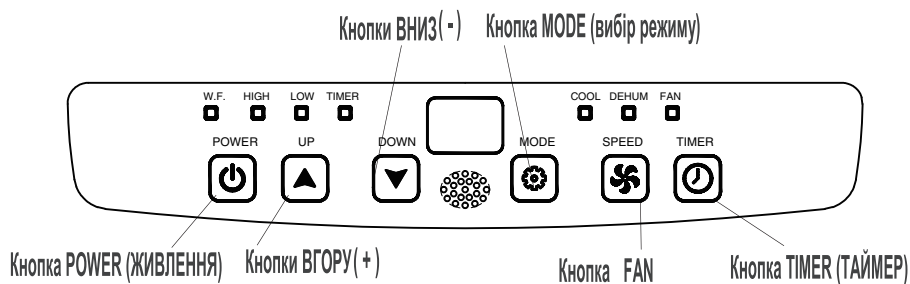 Кнопки ВНИЗ(-) Кнопка MODE (вибір режиму)
W.F. HIGH LOW TIMER COOL DEHUM FAN
POWER UP DOWN MODE SPEED TIMER
Кнопка POWER (ЖИВЛЕННЯ) Кнопки ВГОРУ(+) Кнопка FAN Кнопка TIMER (ТАЙМЕР)